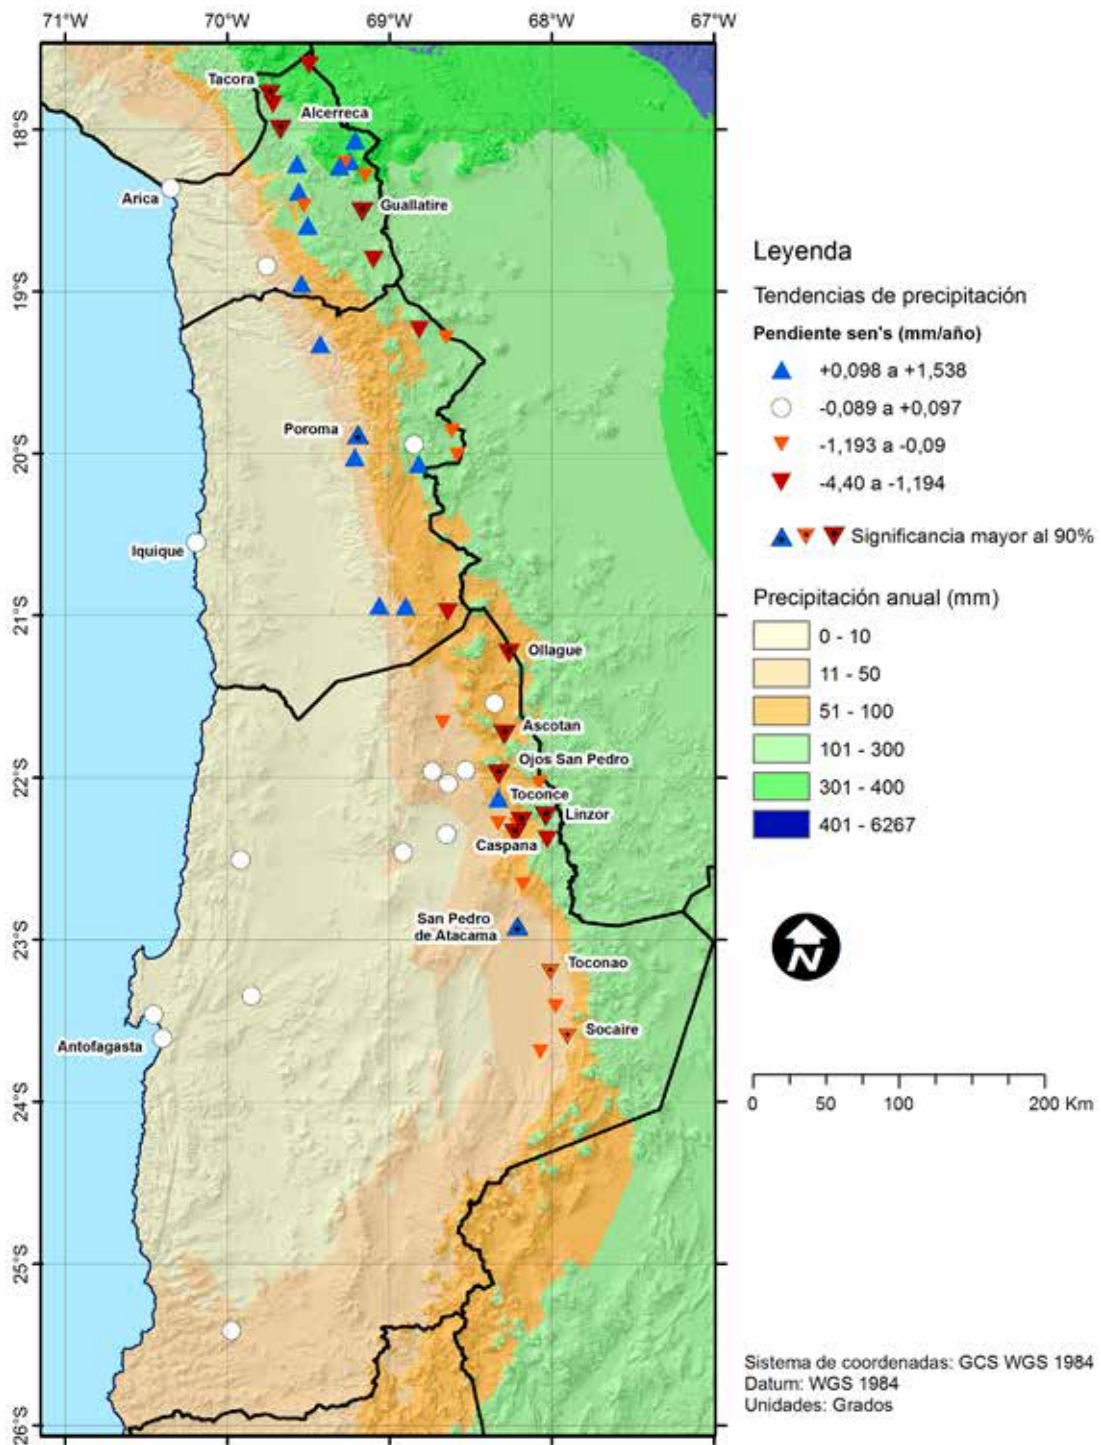 71°W 70°W 69°W 68°W 67°W
18°S
19°S
20°S
21°S
22°S
23°S
24°S
25°S
26°S
Tacora
Alcerreca
Arica
Guallatire
Poroma
Iquique
Ollague
Ascotan
Ojos San Pedro
Toconce
Linzor
Caspana
San Pedro
de Atacama
Toconao
Socaire
Antofagasta
Leyenda
Tendencias de precipitación
Pendiente sen's (mm/año)
+0,098 a +1,538
-0,089 a +0,097
-1,193 a -0,09
-4,40 a -1,194
Significancia mayor al 90%
Precipitación anual (mm)
0 - 10
11 - 50
51 - 100
101 - 300
301 - 400
401 - 6267
N
0 50 100 200 Km
Sistema de coordenadas: GCS WGS 1984
Datum: WGS 1984
Unidades: Grados